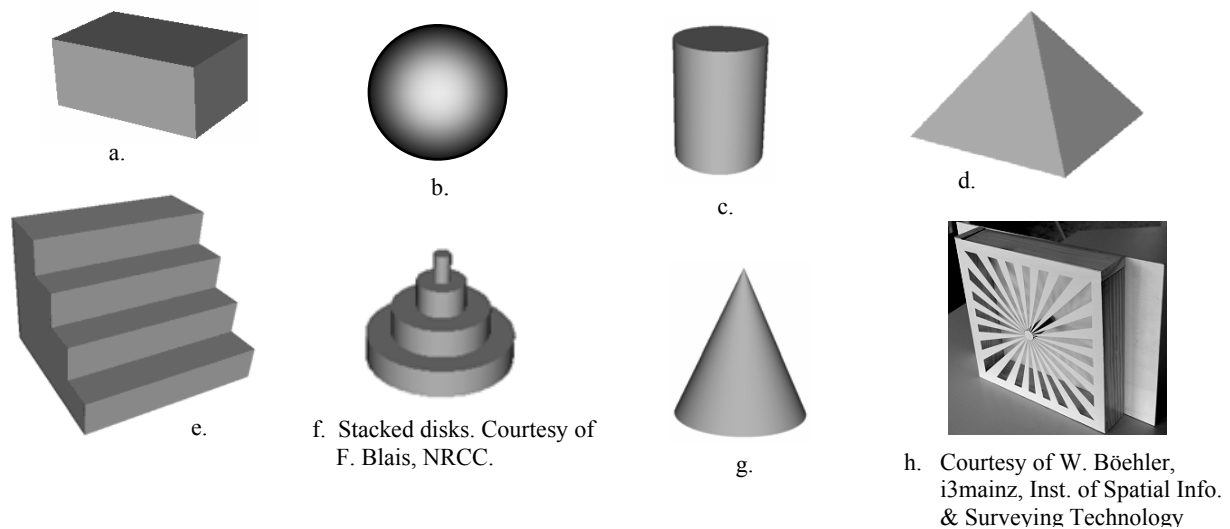 a.
b.
c.
d.
e.
f. Stacked disks. Courtesy of
F. Blais, NRCC.
g.
h. Courtesy of W. Böehler,
i3mainz, Inst. of Spatial Info.
& Surveying Technology